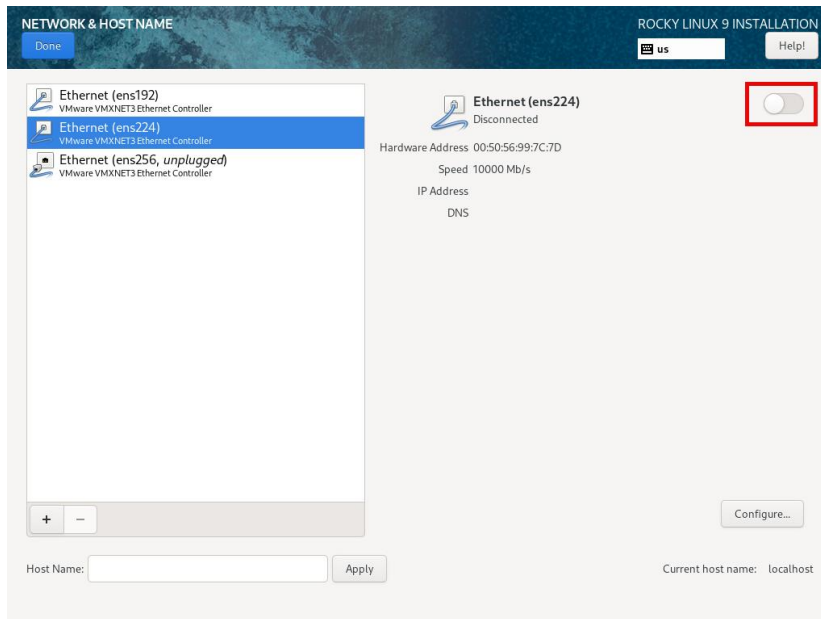 NETWORK & HOST NAME
ROCKY LINUX 9 INSTALLATION
Done
us
Help!
Ethernet (ens192)
VMware VMXNET3 Ethernet Controller
Ethernet (ens224)
VMware VMXNET3 Ethernet Controller
Ethernet (ens256, unplugged)
VMware VMXNET3 Ethernet Controller
Ethernet (ens224)
Disconnected
Hardware Address 00:50:56:99:7C:7D
Speed 10000 Mb/s
IP Address
DNS
+ −
Configure...
Host Name:
Apply
Current host name: localhost